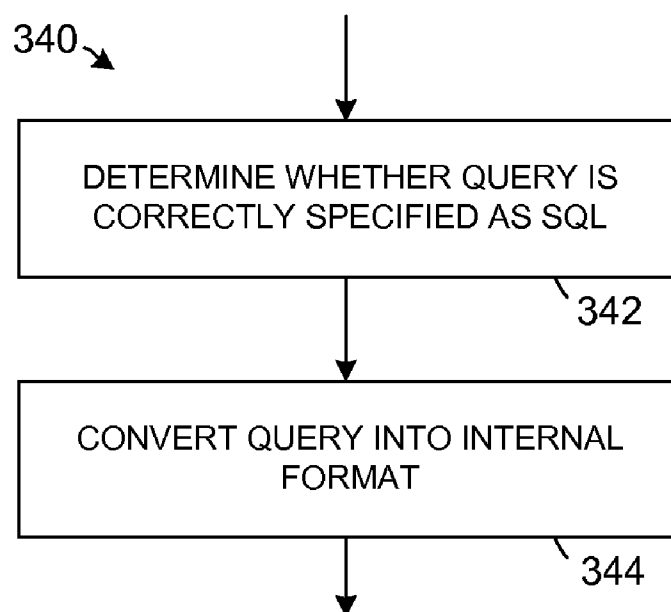 340
DETERMINE WHETHER QUERY IS
CORRECTLY SPECIFIED AS SQL
342
CONVERT QUERY INTO INTERNAL
FORMAT
344